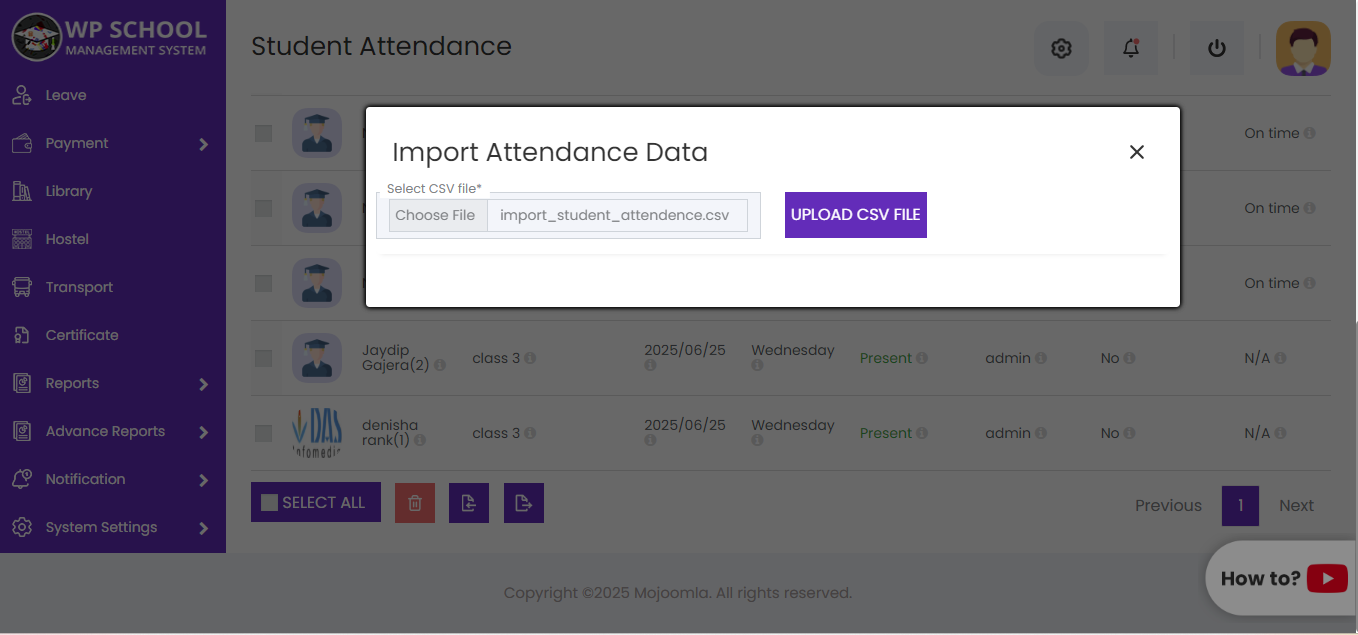 WP SCHOOL
MANAGEMENT SYSTEM
Leave
Payment
Library
Hostel
Transport
Certificate
Reports
Advance Reports
Notification
System Settings
Student Attendance
On time
Import Attendance Data
Select CSV file*
Choose File import_student_attendence.csv
UPLOAD CSV FILE
On time
On time
Jaydip
Gajera(2) class 3 2025/06/25 Wednesday Present admin No N/A
denisha
rank(1) class 3 2025/06/25 Wednesday Present admin No N/A
SELECT ALL
Previous 1 Next
How to?
Copyright ©2025 Mojoomla. All rights reserved.